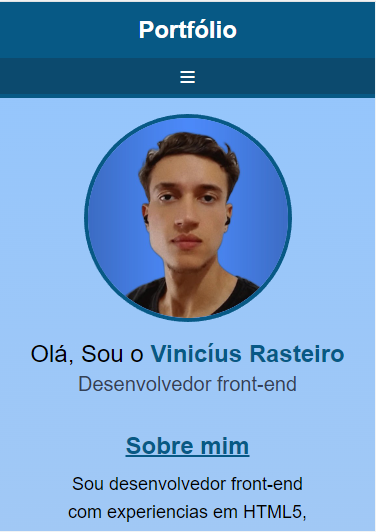 Portfólio
Olá, Sou o Vinicíus Rasteiro
Desenvolvedor front-end
Sobre mim
Sou desenvolvedor front-end
com experiencias em HTML5,